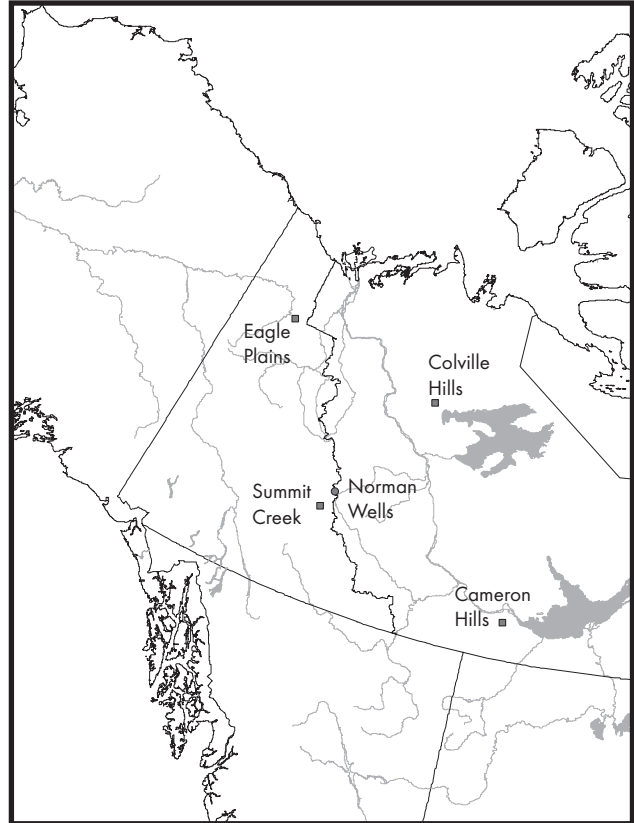 Eagle
Plains
Colville
Hills
Summit
Creek
Norman
Wells
Cameron
Hills